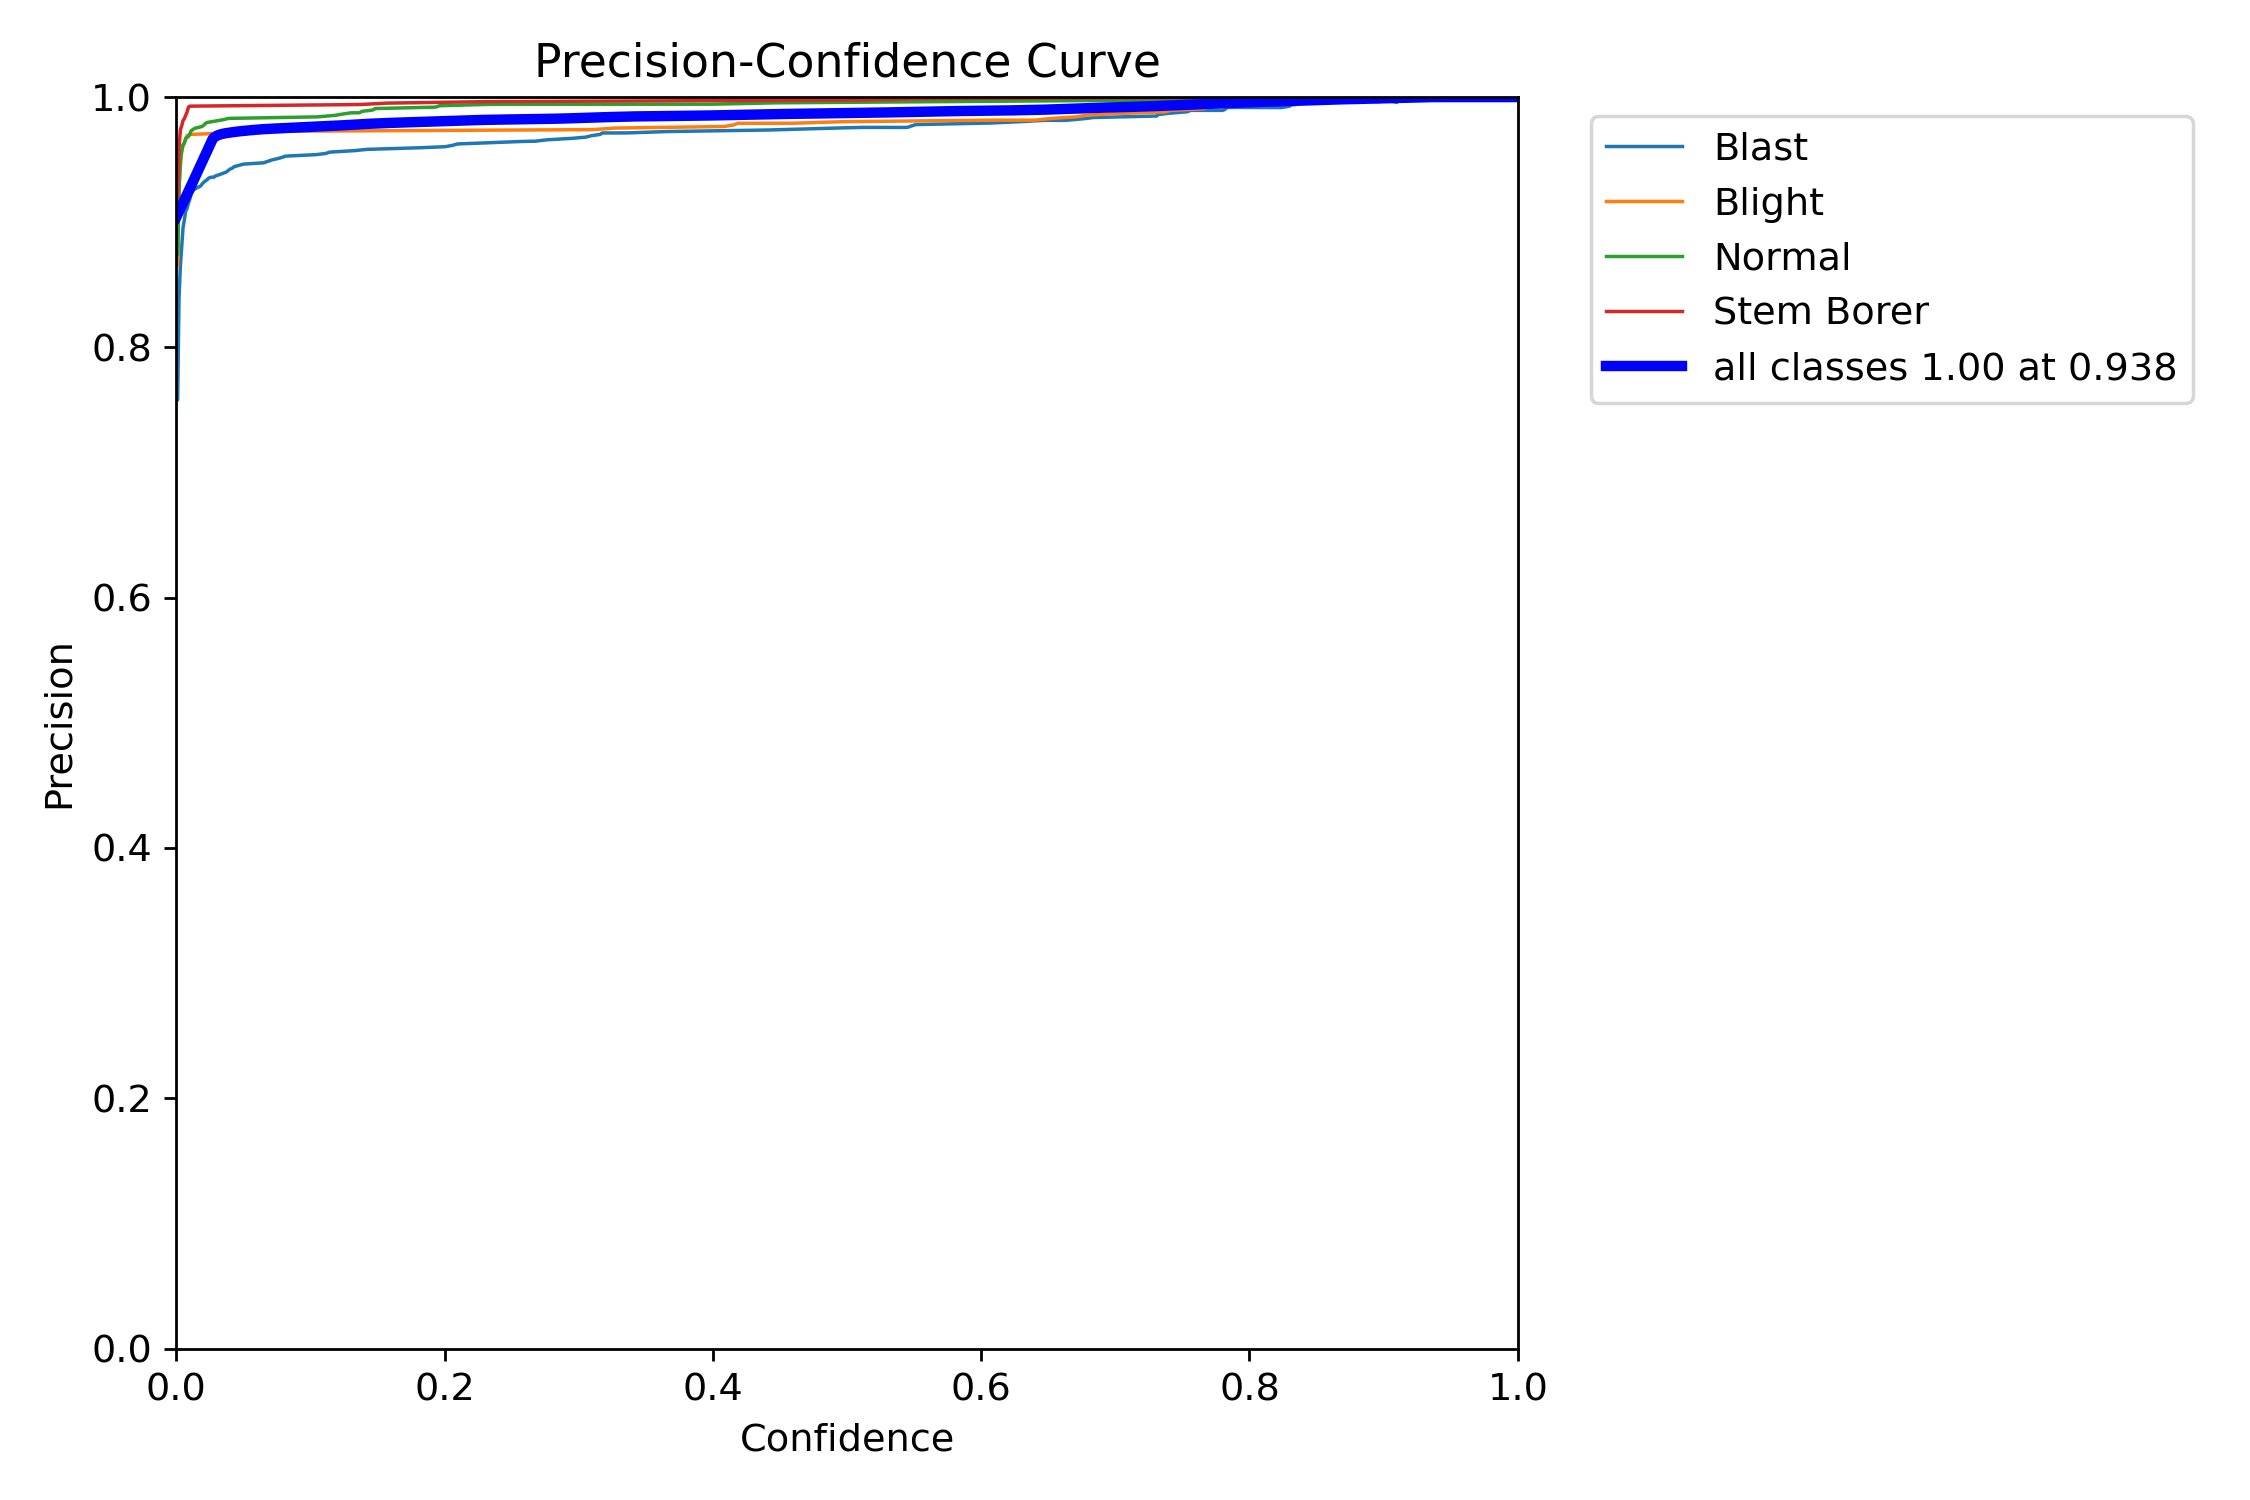 Precision-Confidence Curve
1.0
0.8
0.6
0.4
0.2
0.0
Precision
0.0 0.2 0.4 0.6 0.8 1.0
Confidence
Blast
Blight
Normal
Stem Borer
all classes 1.00 at 0.938